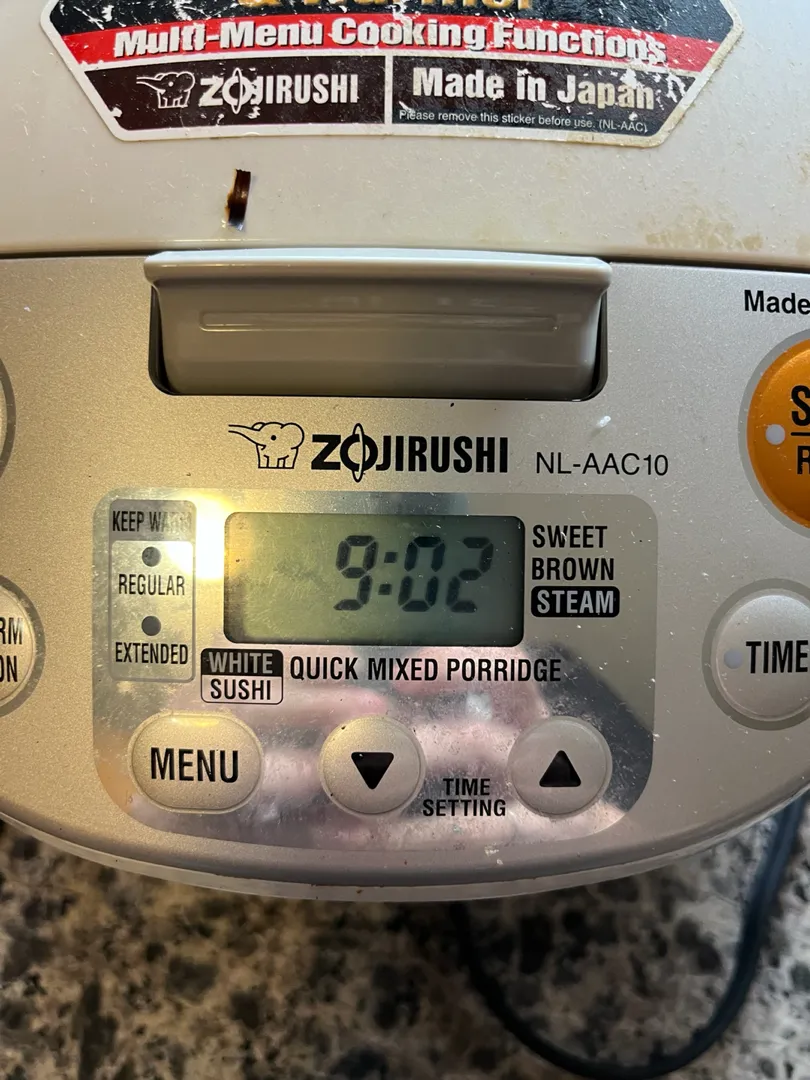 & Warmer
Multi-Menu Cooking Functions
ZOJIRUSHI
Made in Japan
Please remove this sticker before use. (NL-AAC)
Made
ZOJIRUSHI NL-AAC10
KEEP WARM
REGULAR
EXTENDED
9:02
SWEET
BROWN
STEAM
WHITE
SUSHI
QUICK MIXED PORRIDGE
MENU
TIME
SETTING
TIME